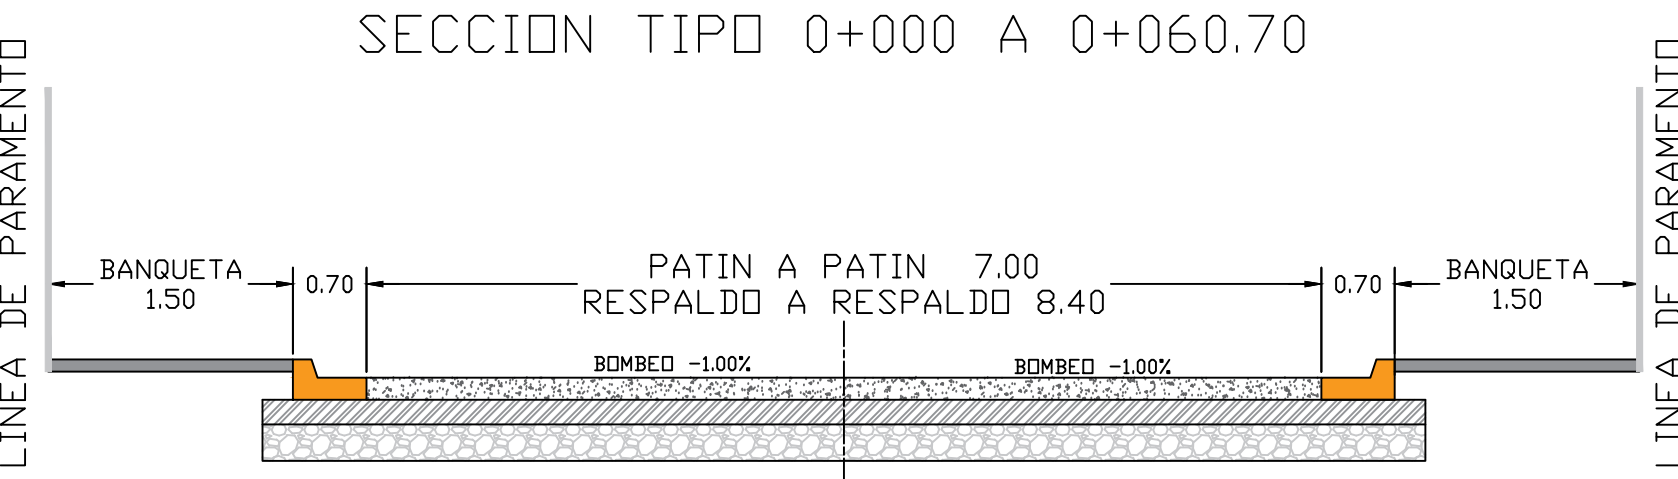 SECCION TIPO 0+000 A 0+060.70
LINEA DE PARAMENTO
BANQUETA
1.50
0.70
PATIN A PATIN 7.00
RESPALDO A RESPALDO 8.40
0.70
BANQUETA
1.50
BOMBEO -1.00%
BOMBEO -1.00%
LINEA DE PARAMENTO